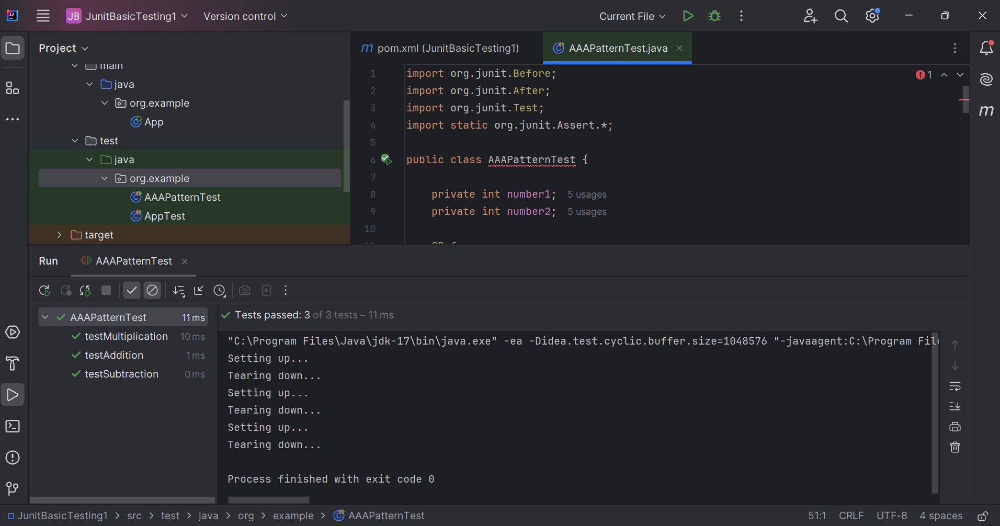 JB JunitBasicTesting1 Version control Current File
Project
main
java
org.example
App
test
java
org.example
AAAPatternTest
AppTest
target
m pom.xml (JunitBasicTesting1) AAAPatternTest.java
1 import org.junit.Before;
2 import org.junit.After;
3 import org.junit.Test;
4 import static org.junit.Assert.*;
5
6 public class AAAPatternTest {
7
8 private int number1; 5 usages
9 private int number2; 5 usages
10
1
m
Run AAAPatternTest
AAAPatternTest 11 ms
testMultiplication 10 ms
testAddition 1 ms
testSubtraction 0 ms
Tests passed: 3 of 3 tests – 11 ms
"C:\Program Files\Java\jdk-17\bin\java.exe" -ea -Didea.test.cyclic.buffer.size=1048576 "-javaagent:C:\Program File
Setting up...
Tearing down...
Setting up...
Tearing down...
Setting up...
Tearing down...
Process finished with exit code 0
JunitBasicTesting1 > src > test > java > org > example > AAAPatternTest 51:1 CRLF UTF-8 4 spaces